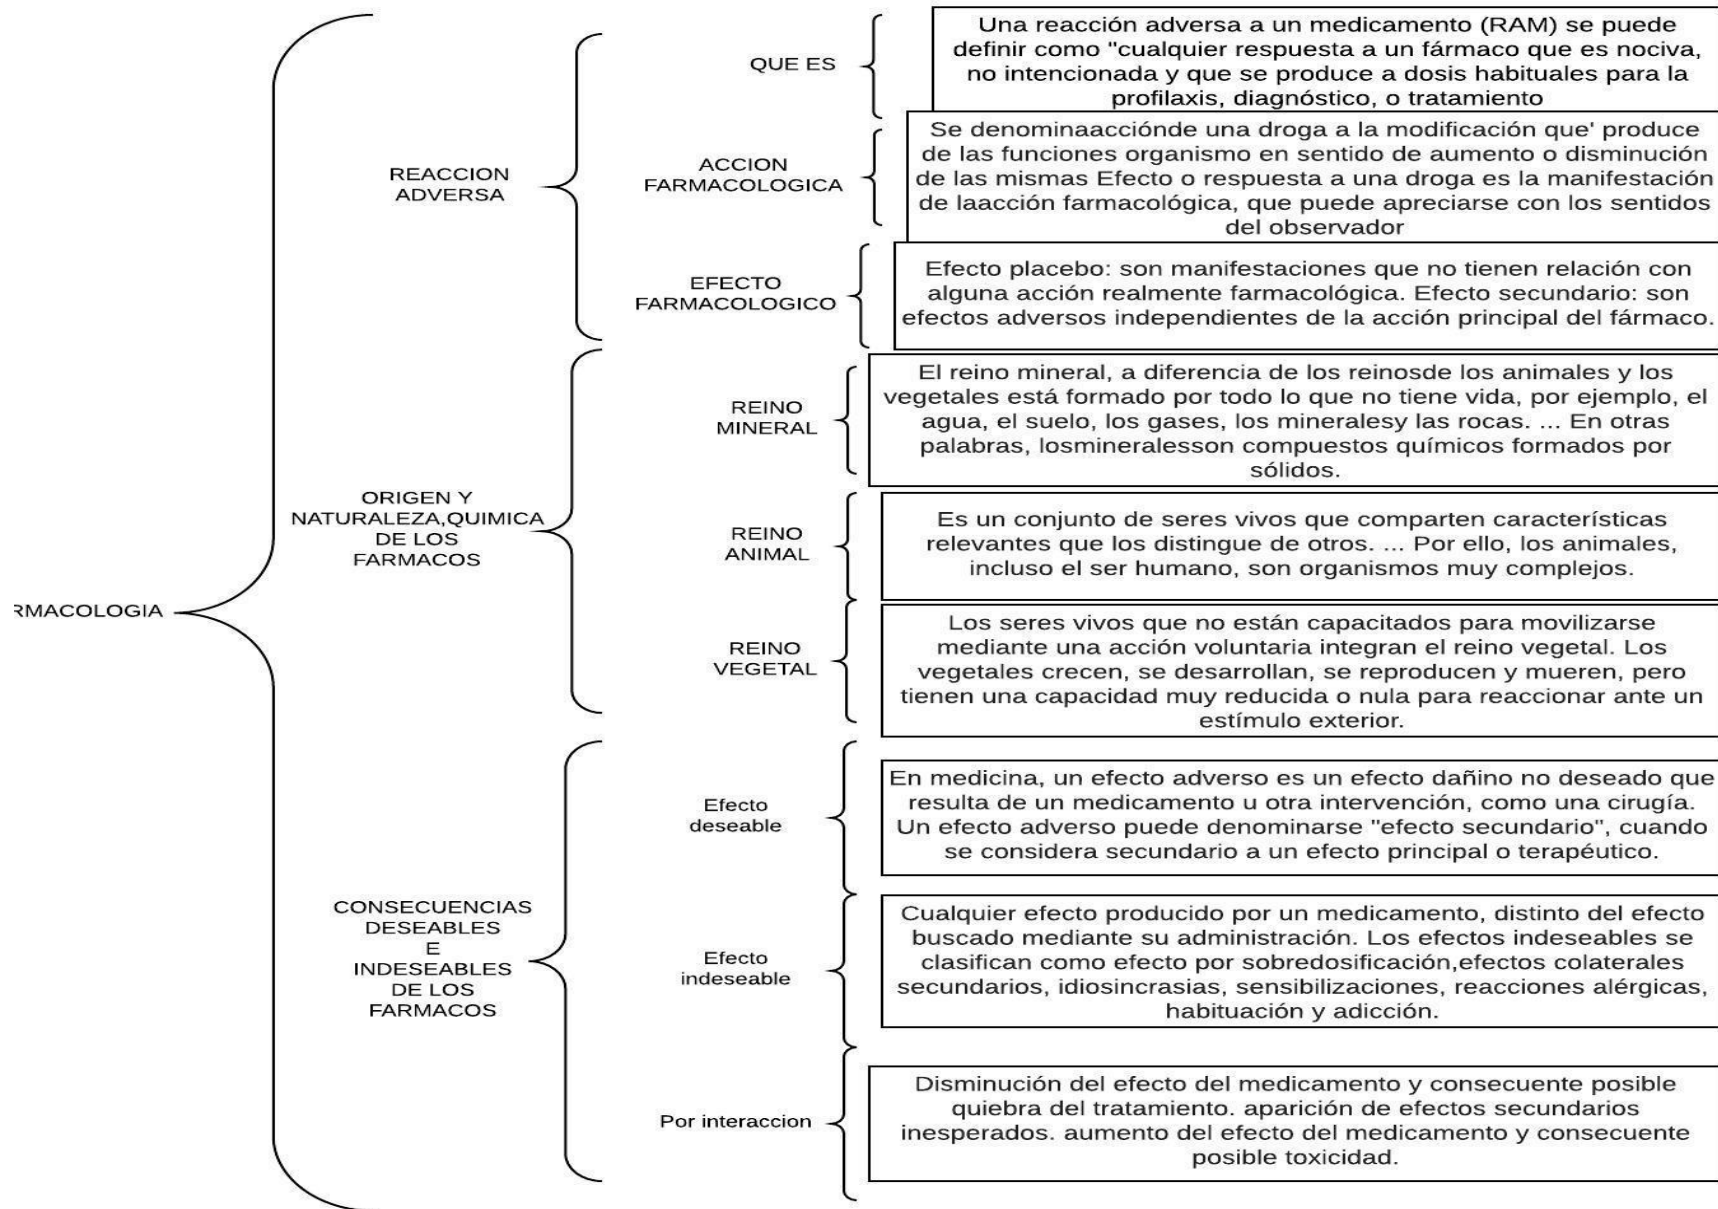 RMACOLOGIA
REACCION
ADVERSA
QUE ES
Una reacción adversa a un medicamento (RAM) se puede
definir como "cualquier respuesta a un fármaco que es nociva,
no intencionada y que se produce a dosis habituales para la
profilaxis, diagnóstico, o tratamiento
ACCION
FARMACOLOGICA
Se denominaacciónde una droga a la modificación que' produce
de las funciones organismo en sentido de aumento o disminución
de las mismas Efecto o respuesta a una droga es la manifestación
de laacción farmacológica, que puede apreciarse con los sentidos
del observador
EFECTO
FARMACOLOGICO
Efecto placebo: son manifestaciones que no tienen relación con
alguna acción realmente farmacológica. Efecto secundario: son
efectos adversos independientes de la acción principal del fármaco.
ORIGEN Y
NATURALEZA,QUIMICA
DE LOS
FARMACOS
REINO
MINERAL
El reino mineral, a diferencia de los reinosde los animales y los
vegetales está formado por todo lo que no tiene vida, por ejemplo, el
agua, el suelo, los gases, los mineralesy las rocas. ... En otras
palabras, losmineralesson compuestos químicos formados por
sólidos.
REINO
ANIMAL
Es un conjunto de seres vivos que comparten características
relevantes que los distingue de otros. ... Por ello, los animales,
incluso el ser humano, son organismos muy complejos.
REINO
VEGETAL
Los seres vivos que no están capacitados para movilizarse
mediante una acción voluntaria integran el reino vegetal. Los
vegetales crecen, se desarrollan, se reproducen y mueren, pero
tienen una capacidad muy reducida o nula para reaccionar ante un
estímulo exterior.
CONSECUENCIAS
DESEABLES
E
INDESEABLES
DE LOS
FARMACOS
Efecto
deseable
En medicina, un efecto adverso es un efecto dañino no deseado que
resulta de un medicamento u otra intervención, como una cirugía.
Un efecto adverso puede denominarse "efecto secundario", cuando
se considera secundario a un efecto principal o terapéutico.
Efecto
indeseable
Cualquier efecto producido por un medicamento, distinto del efecto
buscado mediante su administración. Los efectos indeseables se
clasifican como efecto por sobredosificación,efectos colaterales
secundarios, idiosincrasias, sensibilizaciones, reacciones alérgicas,
habituación y adicción.
Por interaccion
Disminución del efecto del medicamento y consecuente posible
quiebra del tratamiento. aparición de efectos secundarios
inesperados. aumento del efecto del medicamento y consecuente
posible toxicidad.